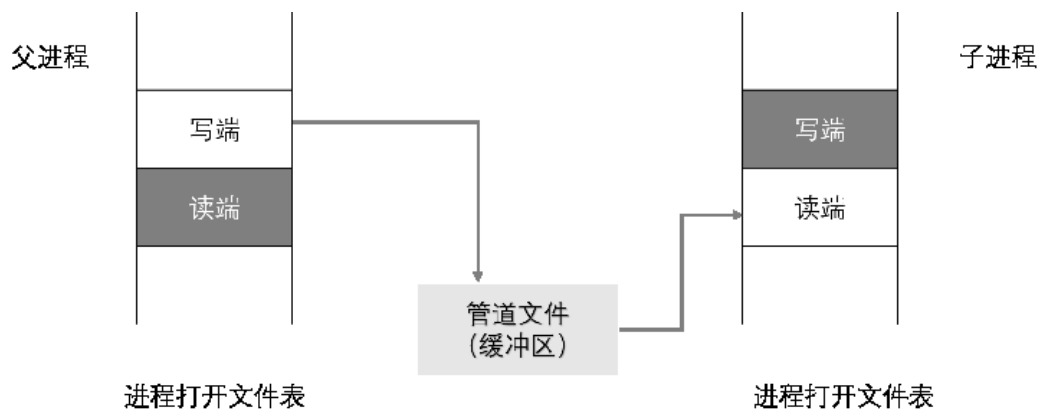 父进程
子进程
写端
写端
读端
读端
管道文件
(缓冲区)
进程打开文件表
进程打开文件表